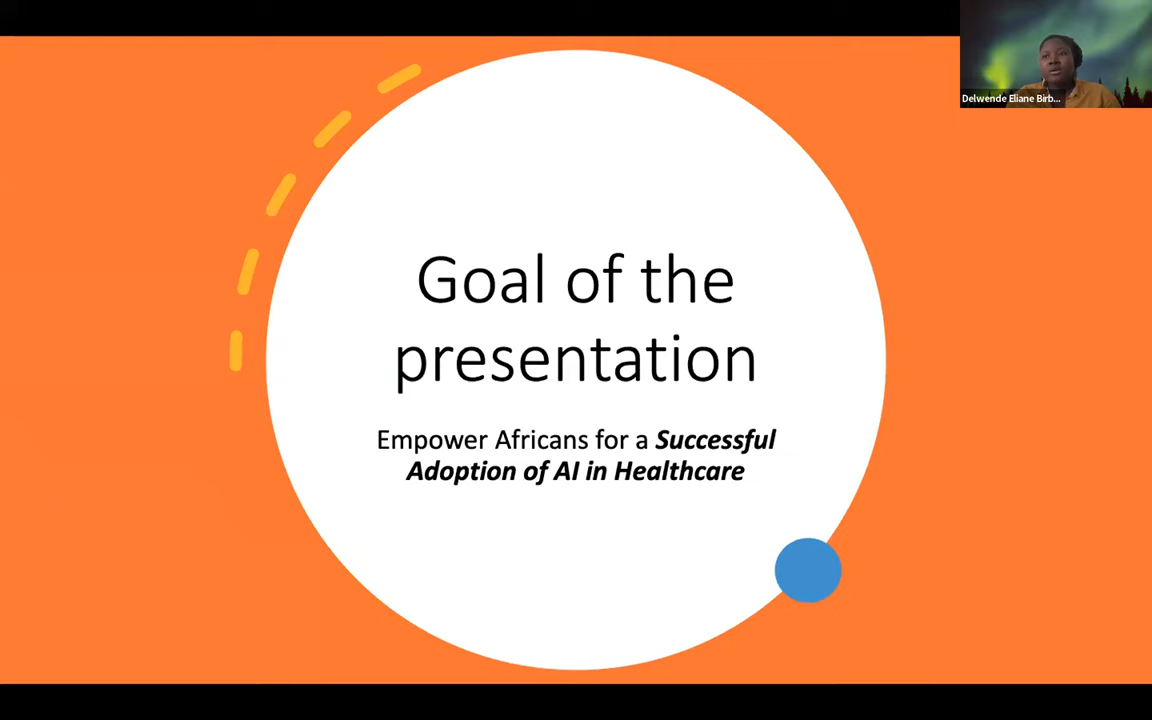 Delwende Eliane Birb...
Goal of the
presentation
Empower Africans for a Successful
Adoption of AI in Healthcare